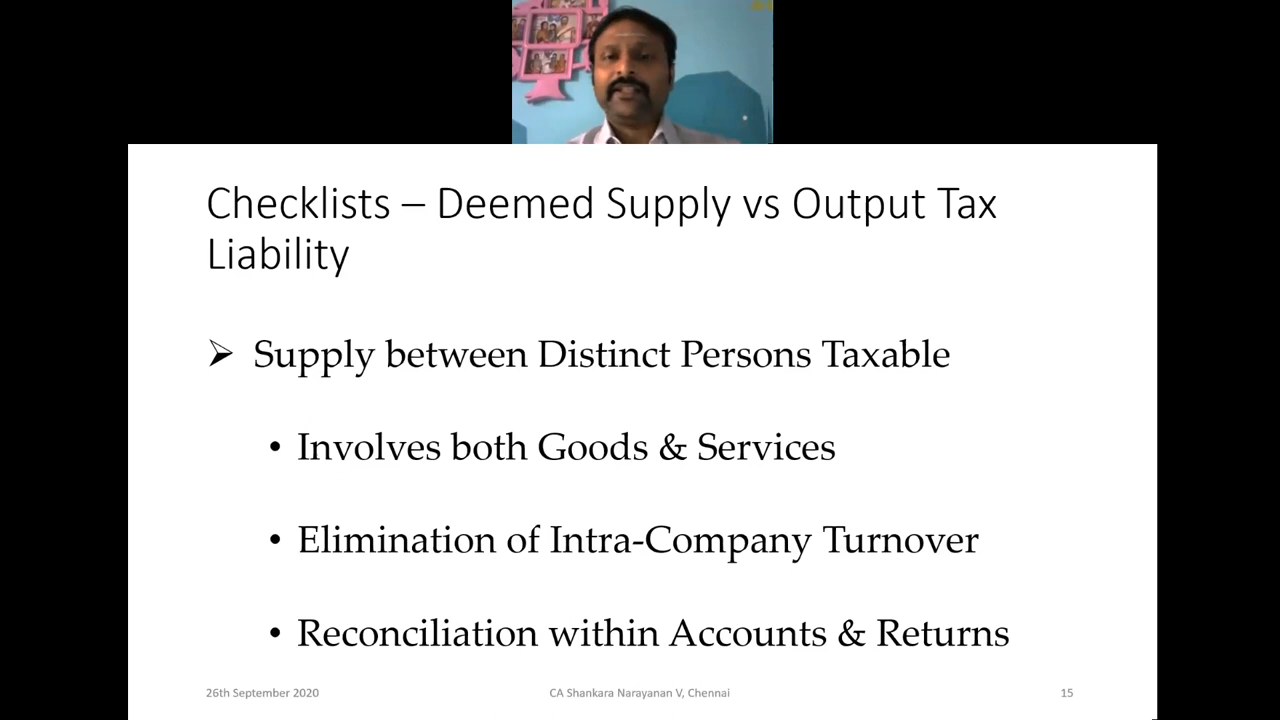 Checklists – Deemed Supply vs Output Tax
Liability
➢ Supply between Distinct Persons Taxable
• Involves both Goods & Services
• Elimination of Intra-Company Turnover
• Reconciliation within Accounts & Returns
26th September 2020 CA Shankara Narayanan V, Chennai 15